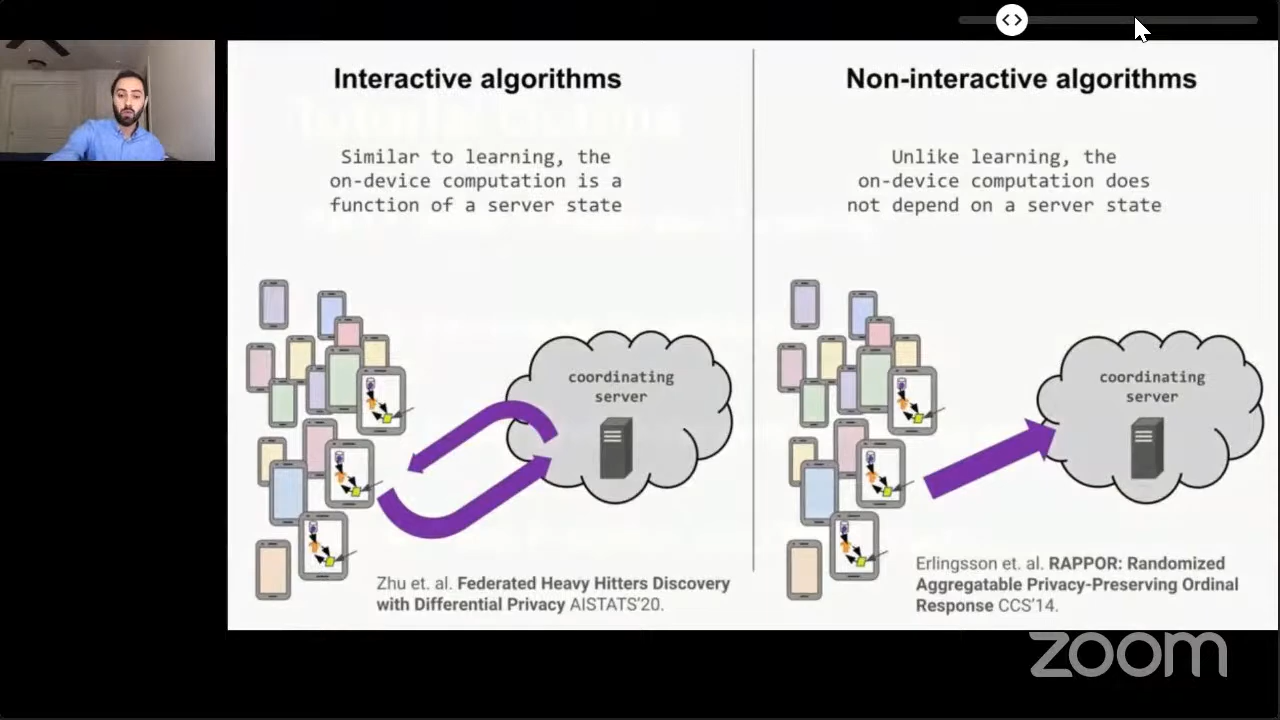 Interactive algorithms
Similar to learning, the
on-device computation is a
function of a server state
coordinating
server
Zhu et. al. Federated Heavy Hitters Discovery
with Differential Privacy AISTATS'20.
Non-interactive algorithms
Unlike learning, the
on-device computation does
not depend on a server state
coordinating
server
Erlingsson et. al. RAPPOR: Randomized
Aggregatable Privacy-Preserving Ordinal
Response CCS'14.
zoom